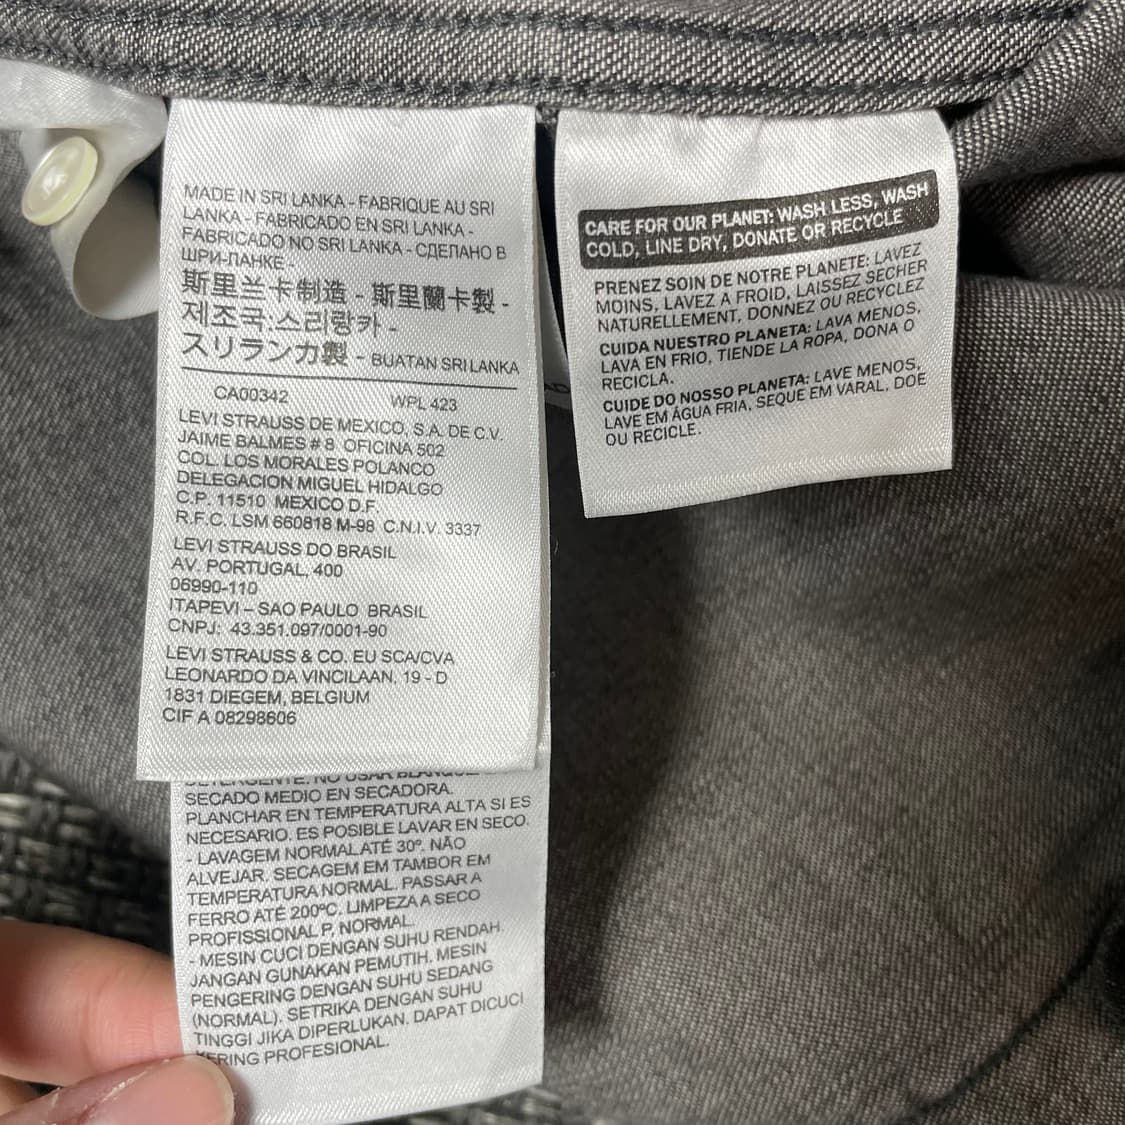 MADE IN SRI LANKA - FABRIQUE AU SRI
LANKA - FABRICADO EN SRI LANKA -
FABRICADO NO SRI LANKA - СДЕЛАНО В
ШРИ-ЛАНКЕ -
斯里兰卡制造 - 斯里蘭卡製 -
제조국.스리랑카 -
スリランカ製 - BUATAN SRI LANKA
CA00342 WPL 423
LEVI STRAUSS DE MEXICO, S.A. DE C.V.
JAIME BALMES # 8 OFICINA 502
COL. LOS MORALES POLANCO
DELEGACION MIGUEL HIDALGO
C.P. 11510 MEXICO D.F.
R.F.C. LSM 660818 M-98 C.N.I.V. 3337
LEVI STRAUSS DO BRASIL
AV. PORTUGAL, 400
06990-110
ITAPEVI – SAO PAULO BRASIL
CNPJ: 43.351.097/0001-90
LEVI STRAUSS & CO. EU SCA/CVA
LEONARDO DA VINCILAAN, 19 - D
1831 DIEGEM, BELGIUM
CIF A 08298606
DETERGENTE. NO USAR
SECADO MEDIO EN SECADORA.
PLANCHAR EN TEMPERATURA ALTA SI ES
NECESARIO. ES POSIBLE LAVAR EN SECO.
- LAVAGEM NORMAL ATÉ 30º. NÃO
ALVEJAR. SECAGEM EM TAMBOR EM
TEMPERATURA NORMAL. PASSAR A
FERRO ATÉ 200ºC. LIMPEZA A SECO
PROFISSIONAL P, NORMAL.
- MESIN CUCI DENGAN SUHU RENDAH.
JANGAN GUNAKAN PEMUTIH. MESIN
PENGERING DENGAN SUHU SEDANG
(NORMAL). SETRIKA DENGAN SUHU
TINGGI JIKA DIPERLUKAN. DAPAT DICUCI
KERING PROFESIONAL.
CARE FOR OUR PLANET: WASH LESS, WASH
COLD, LINE DRY, DONATE OR RECYCLE
PRENEZ SOIN DE NOTRE PLANETE: LAVEZ
MOINS, LAVEZ A FROID, LAISSEZ SECHER
NATURELLEMENT, DONNEZ OU RECYCLEZ
CUIDA NUESTRO PLANETA: LAVA MENOS,
LAVA EN FRIO, TIENDE LA ROPA, DONA O
RECICLA.
CUIDE DO NOSSO PLANETA: LAVE MENOS,
LAVE EM ÁGUA FRIA, SEQUE EM VARAL, DOE
OU RECICLE.